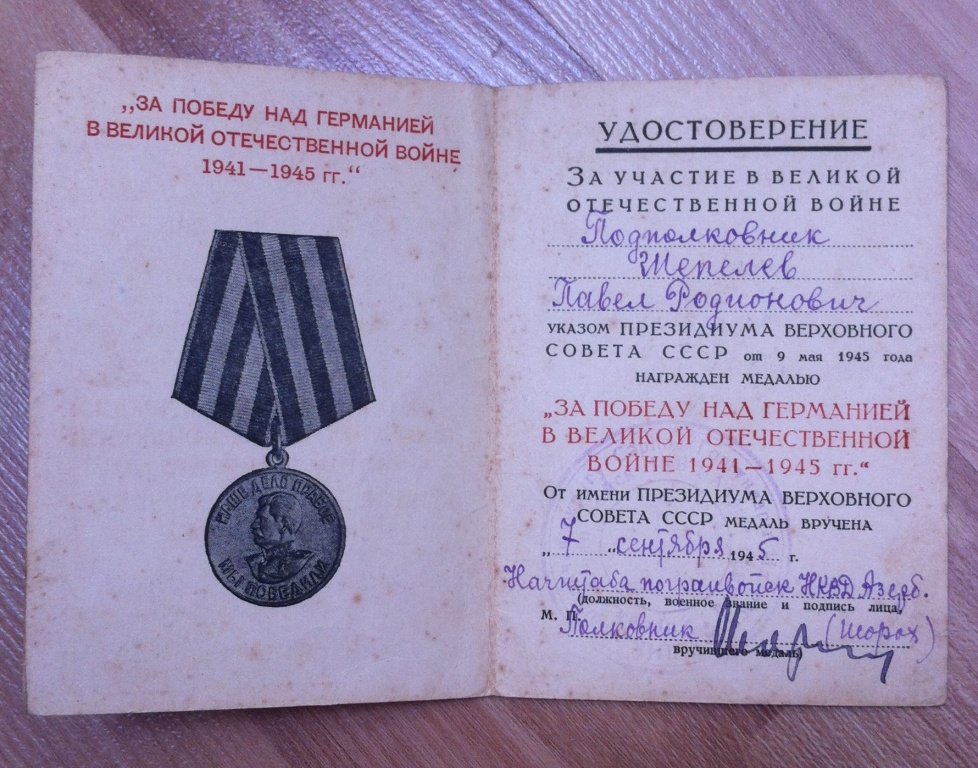 „ЗА ПОБЕДУ НАД ГЕРМАНИЕЙ
В ВЕЛИКОЙ ОТЕЧЕСТВЕННОЙ ВОЙНЕ
1941—1945 гг.“
НАШЕ ДЕЛО ПРАВОЕ
МЫ ПОБЕДИЛИ
УДОСТОВЕРЕНИЕ
ЗА УЧАСТИЕ В ВЕЛИКОЙ
ОТЕЧЕСТВЕННОЙ ВОЙНЕ
Подполковник
Шепелев
Павел Родионович
УКАЗОМ ПРЕЗИДИУМА ВЕРХОВНОГО
СОВЕТА СССР от 9 мая 1945 года
НАГРАЖДЕН МЕДАЛЬЮ
„ЗА ПОБЕДУ НАД ГЕРМАНИЕЙ
В ВЕЛИКОЙ ОТЕЧЕСТВЕННОЙ
ВОЙНЕ 1941—1945 гг.“
ОТ ИМЕНИ ПРЕЗИДИУМА ВЕРХОВНОГО
СОВЕТА СССР МЕДАЛЬ ВРУЧЕНА
„7“ сентября 1945 г.
Начштаба погранвойск НКВД Азерб.
(должность, военное звание и подпись лица,
М. П. Полковник (Шорох)
вручившего медаль)